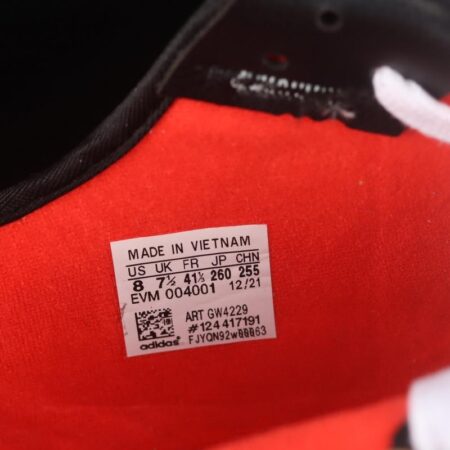 MADE IN VIETNAM
US UK FR JP CHN
8 7½ 41⅓ 260 255
EVM 004001 12/21
ART GW4229
#124417191
adidas